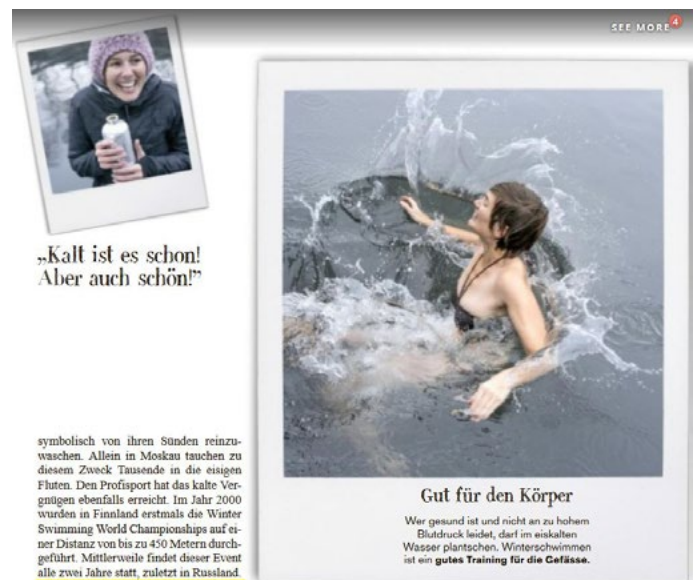 SEE MORE 4
„Kalt ist es schon!
Aber auch schön!”
symbolisch von ihren Sünden reinzu-
waschen. Allein in Moskau tauchen zu
diesem Zweck Tausende in die eisigen
Fluten. Den Profisport hat das kalte Ver-
gnügen ebenfalls erreicht. Im Jahr 2000
wurden in Finnland erstmals die Winter
Swimming World Championships auf ei-
ner Distanz von bis zu 450 Metern durch-
geführt. Mittlerweile findet dieser Event
alle zwei Jahre statt, zuletzt in Russland.
Gut für den Körper
Wer gesund ist und nicht an zu hohem
Blutdruck leidet, darf im eiskalten
Wasser plantschen. Winterschwimmen
ist ein gutes Training für die Gefässe.